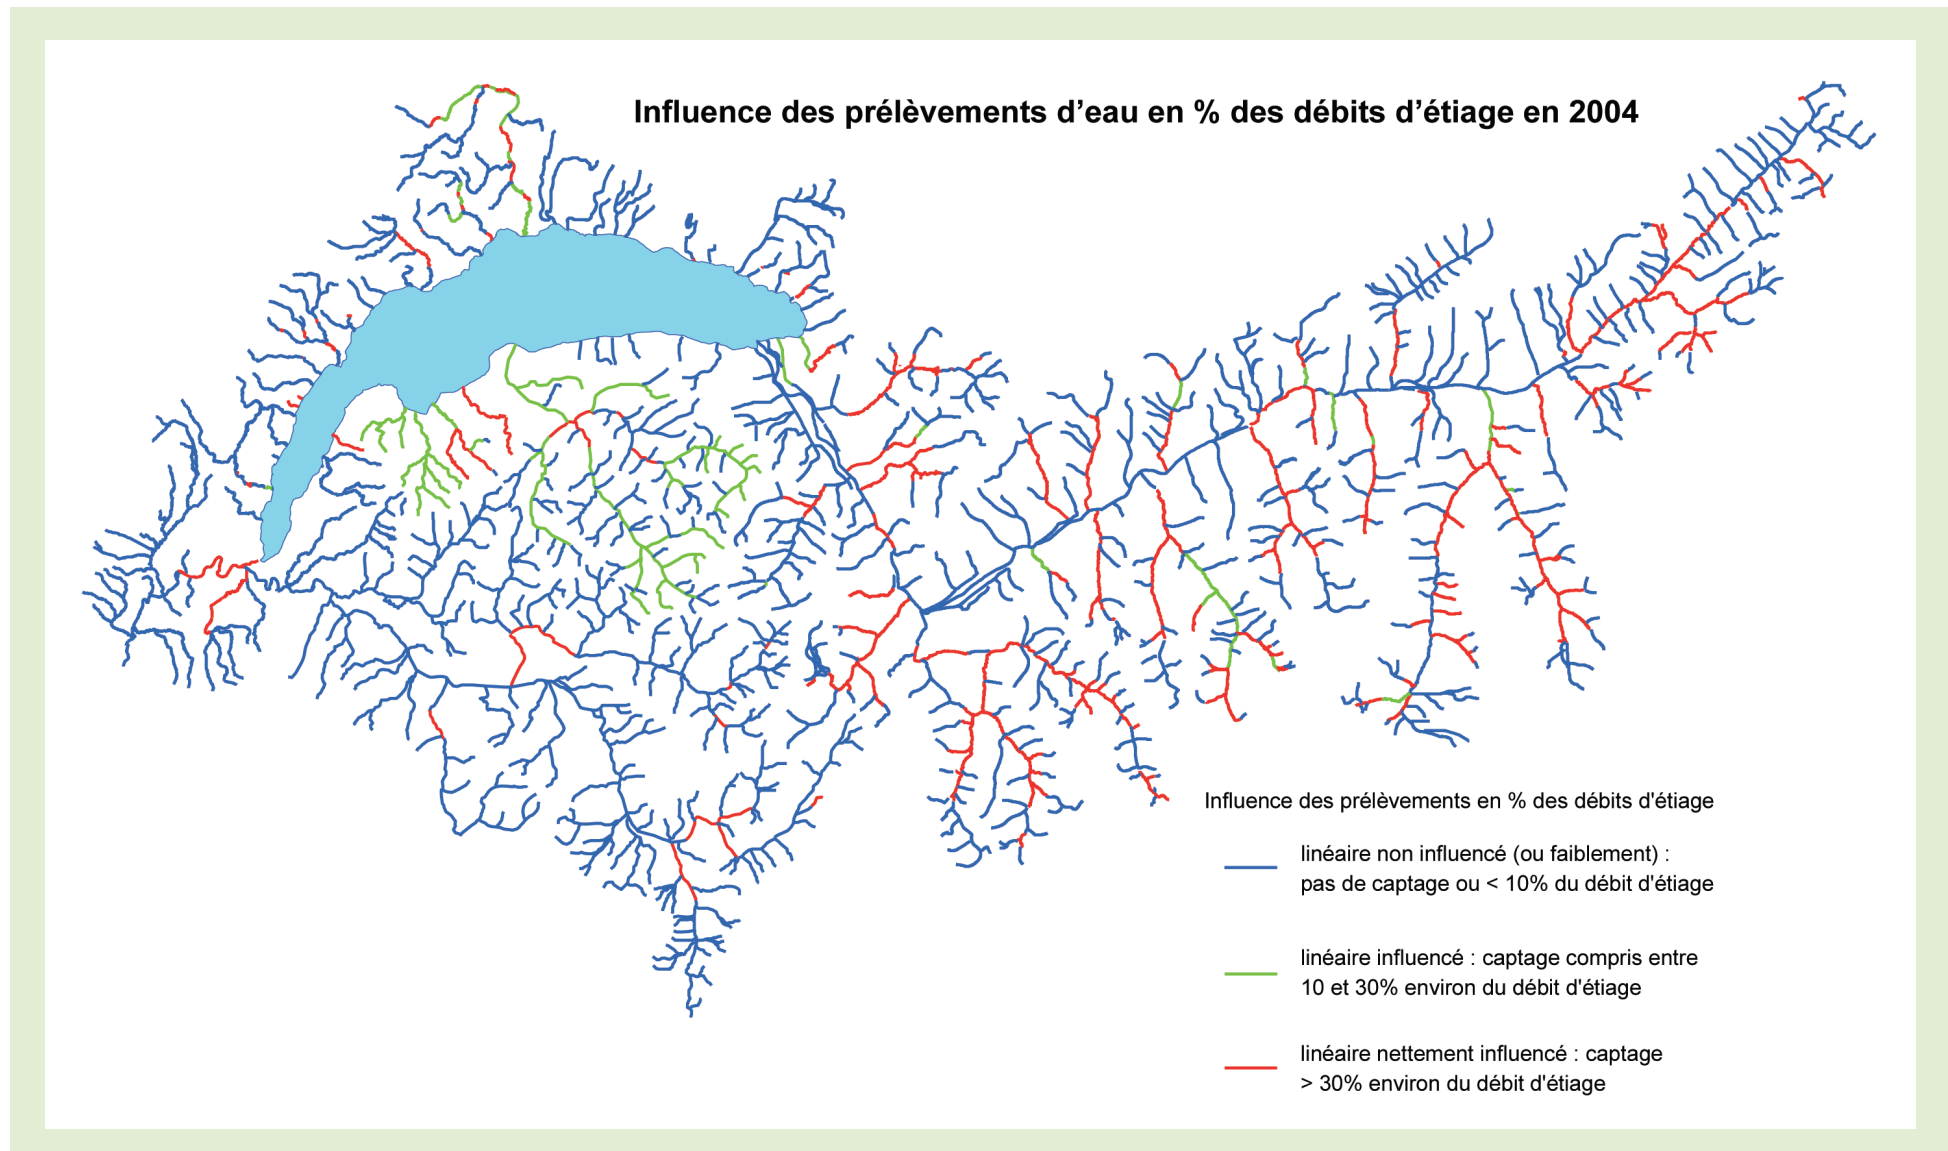 Influence des prélèvements d’eau en % des débits d’étiage en 2004
Influence des prélèvements en % des débits d'étiage
linéaire non influencé (ou faiblement) :
pas de captage ou < 10% du débit d'étiage
linéaire influencé : captage compris entre
10 et 30% environ du débit d'étiage
linéaire nettement influencé : captage
> 30% environ du débit d'étiage